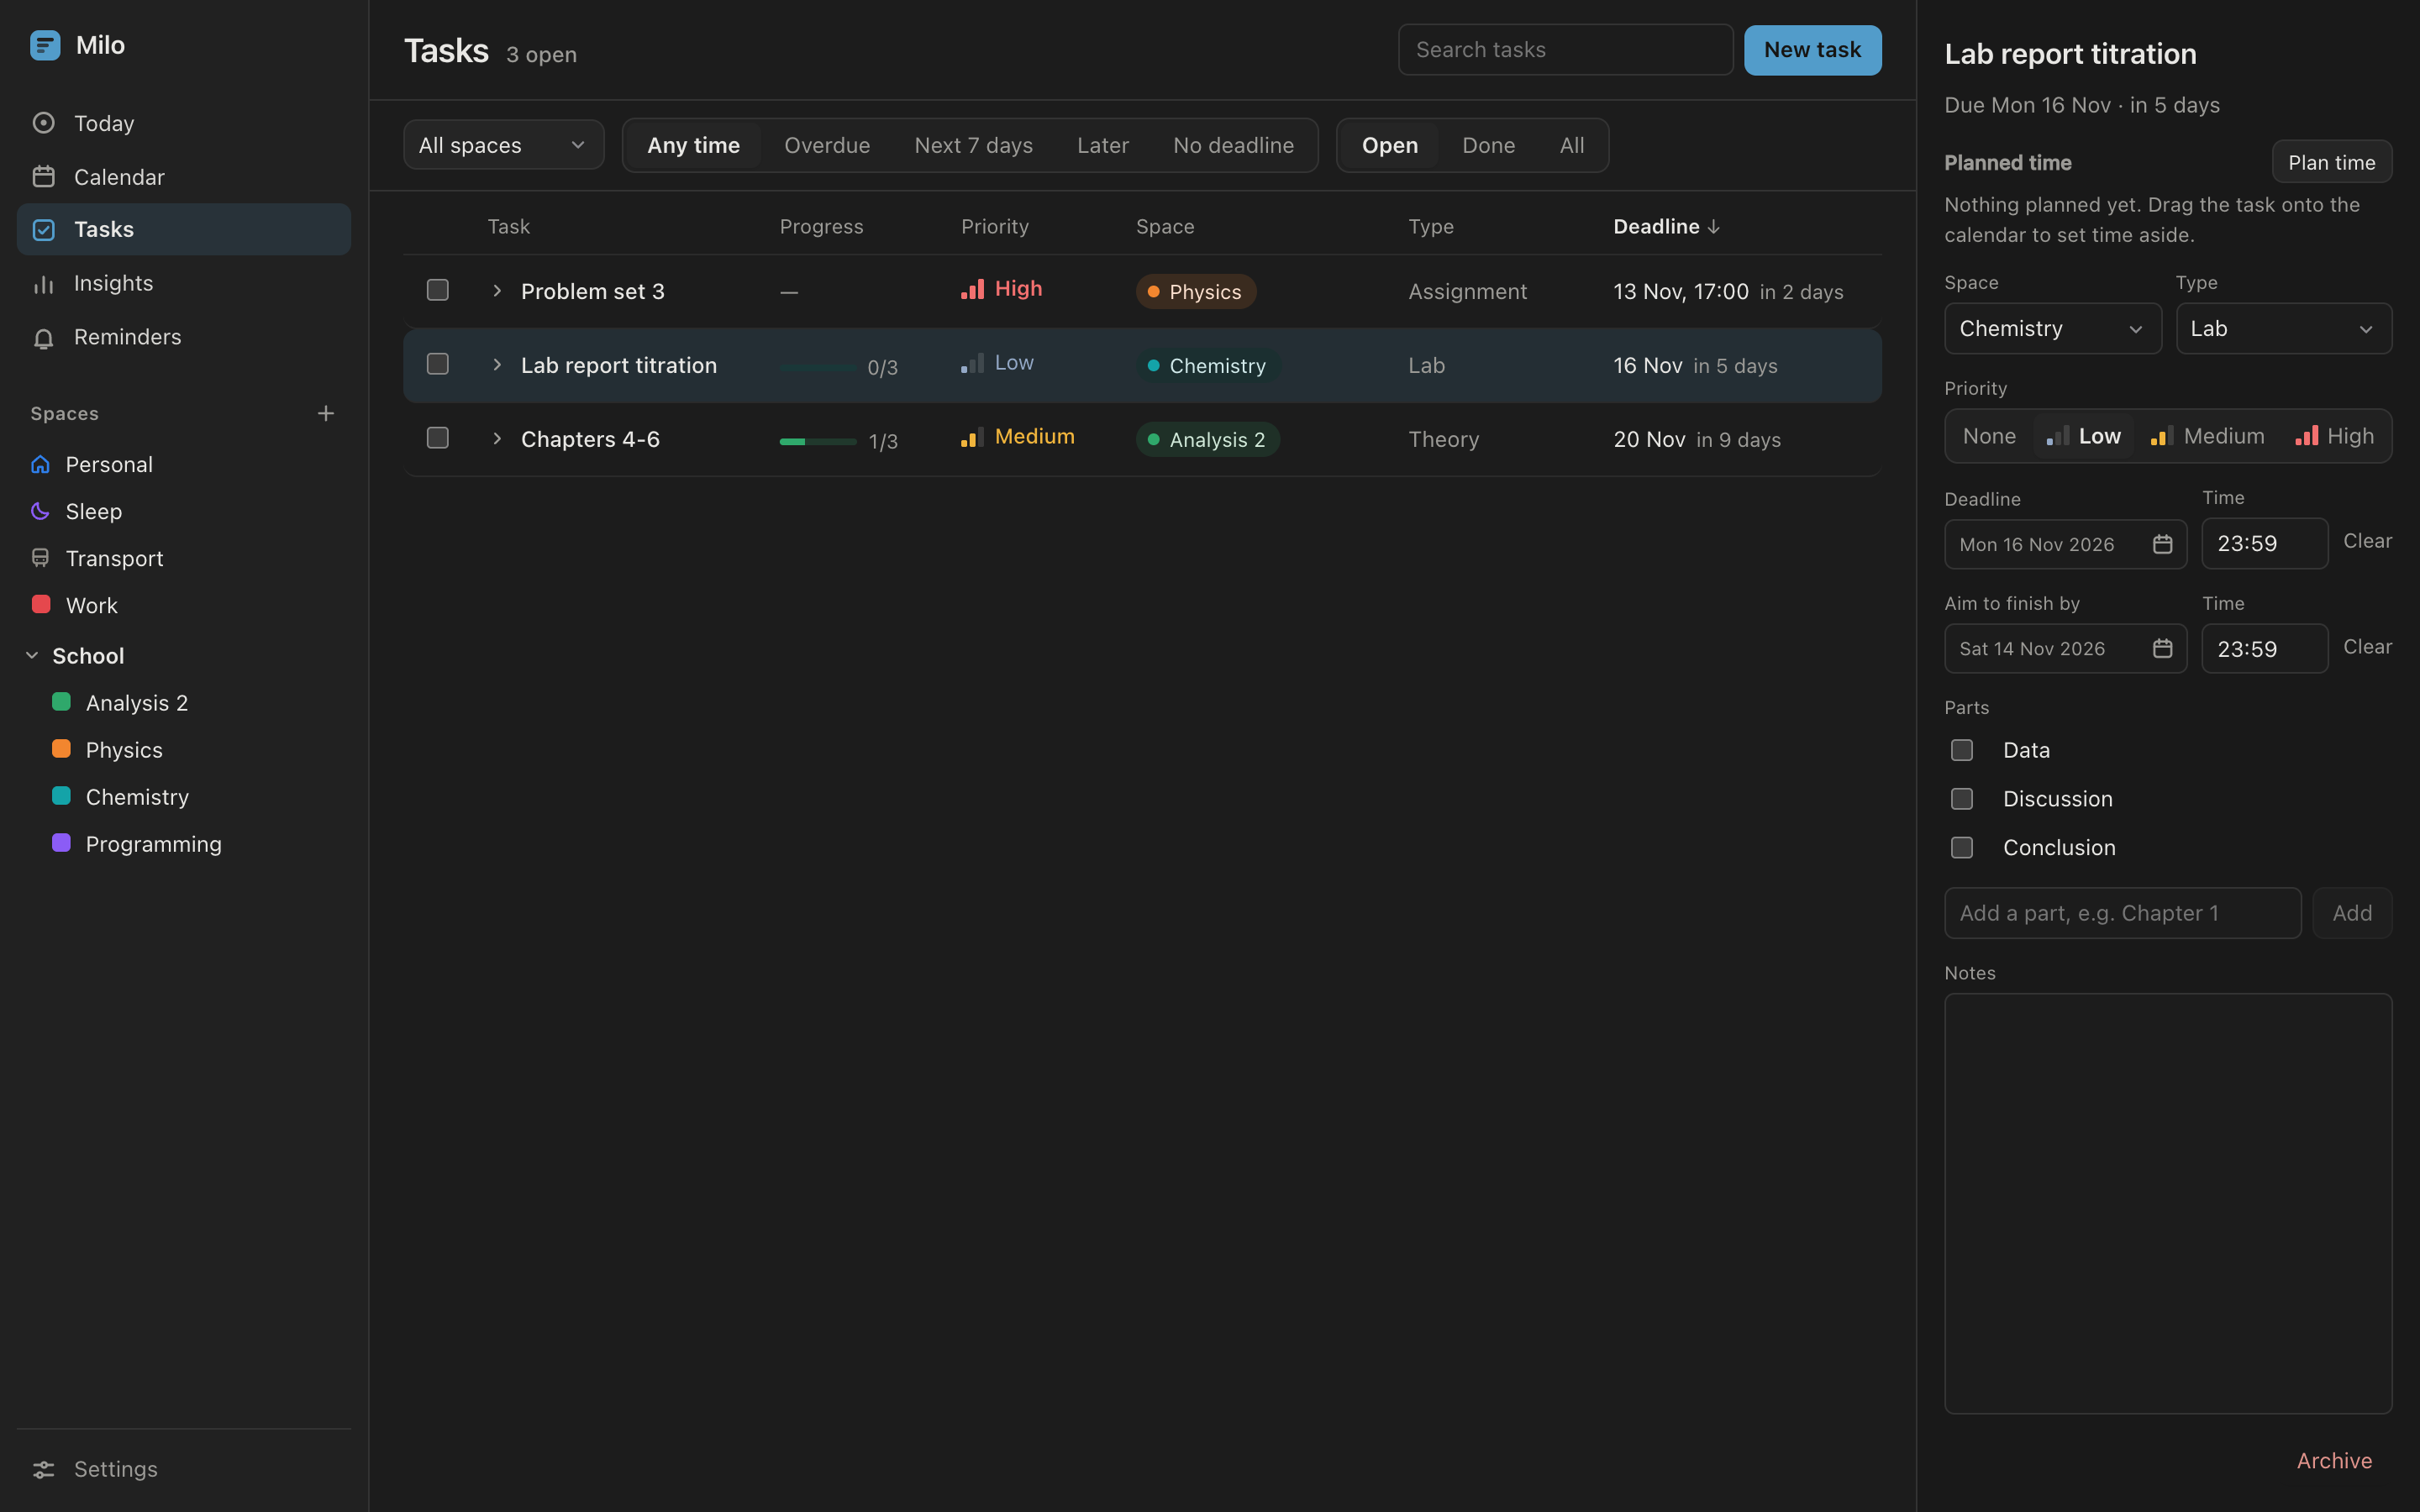 Milo
Today
Calendar
Tasks
Insights
Reminders
Spaces
Personal
Sleep
Transport
Work
School
Analysis 2
Physics
Chemistry
Programming
Settings
Tasks 3 open
Search tasks
New task
All spaces
Any time Overdue Next 7 days Later No deadline
Open Done All
Task Progress Priority Space Type Deadline ↓
Problem set 3 — High Physics Assignment 13 Nov, 17:00 in 2 days
Lab report titration 0/3 Low Chemistry Lab 16 Nov in 5 days
Chapters 4-6 1/3 Medium Analysis 2 Theory 20 Nov in 9 days
Lab report titration
Due Mon 16 Nov · in 5 days
Planned time Plan time
Nothing planned yet. Drag the task onto the
calendar to set time aside.
Space Type
Chemistry Lab
Priority
None Low Medium High
Deadline Time
Mon 16 Nov 2026 23:59 Clear
Aim to finish by Time
Sat 14 Nov 2026 23:59 Clear
Parts
Data
Discussion
Conclusion
Add a part, e.g. Chapter 1 Add
Notes
Archive